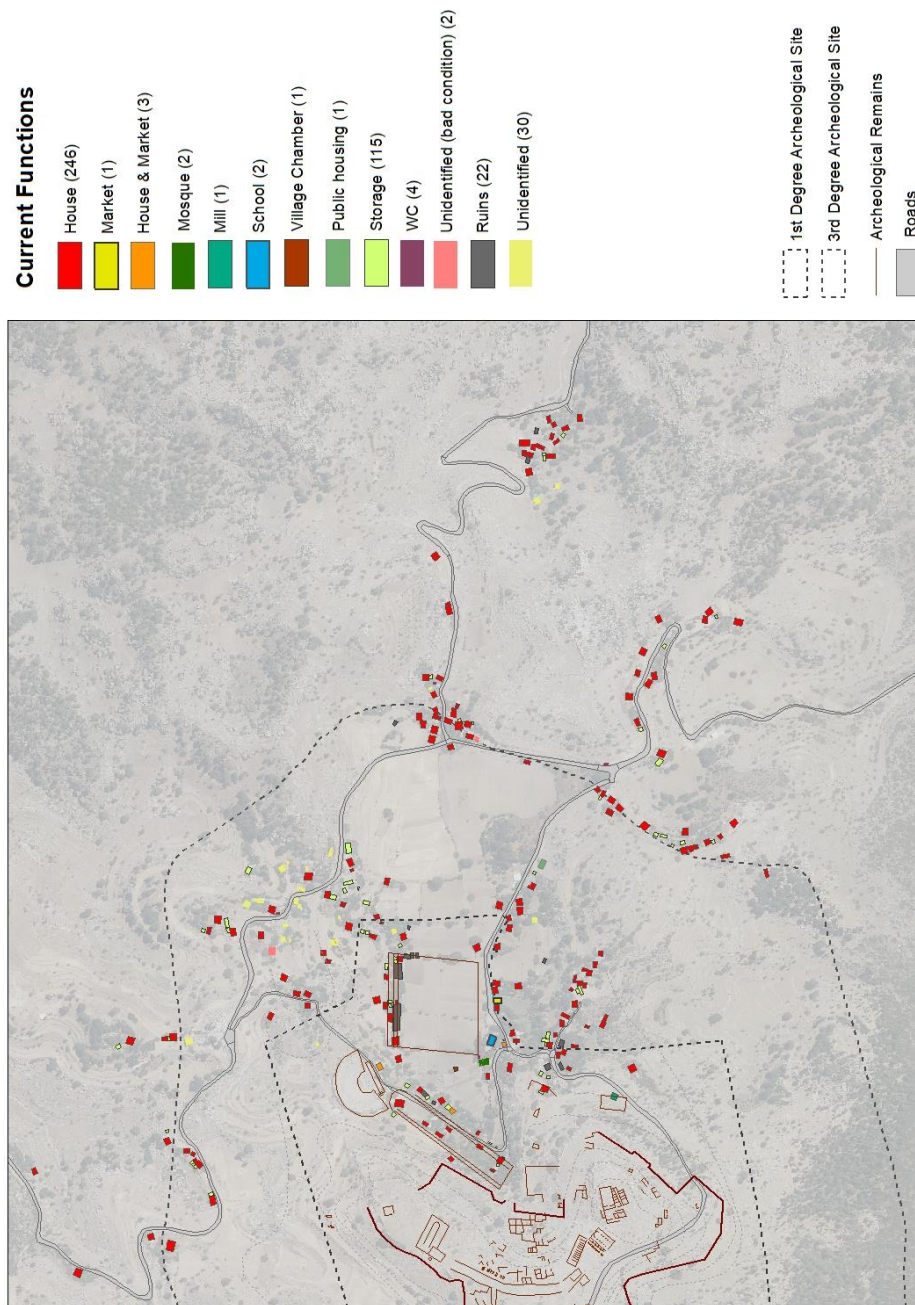 Current Functions
House (246)
Market (1)
House & Market (3)
Mosque (2)
Mill (1)
School (2)
Village Chamber (1)
Public housing (1)
Storage (115)
WC (4)
Unidentified (bad condition) (2)
Ruins (22)
Unidentified (30)
1st Degree Archeological Site
3rd Degree Archeological Site
Archeological Remains
Roads